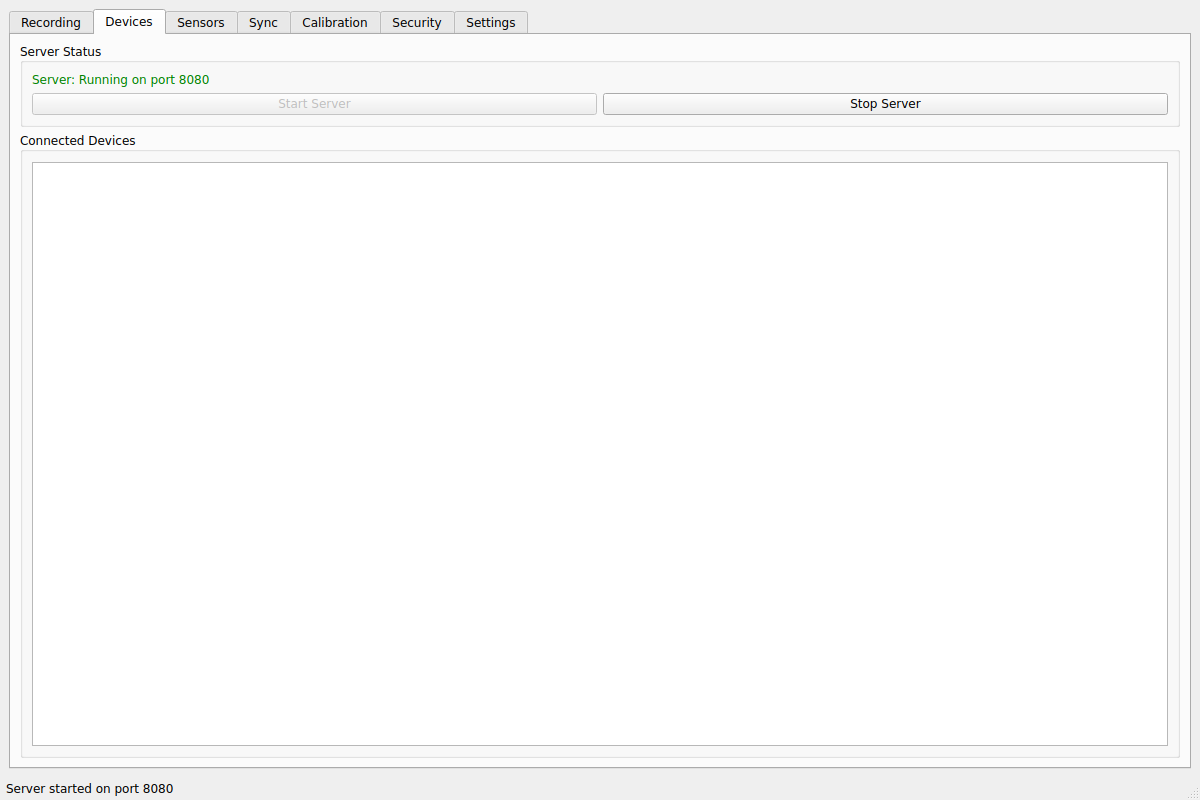 Recording Devices Sensors Sync Calibration Security Settings
Server Status
Server: Running on port 8080
Start Server Stop Server
Connected Devices
Server started on port 8080